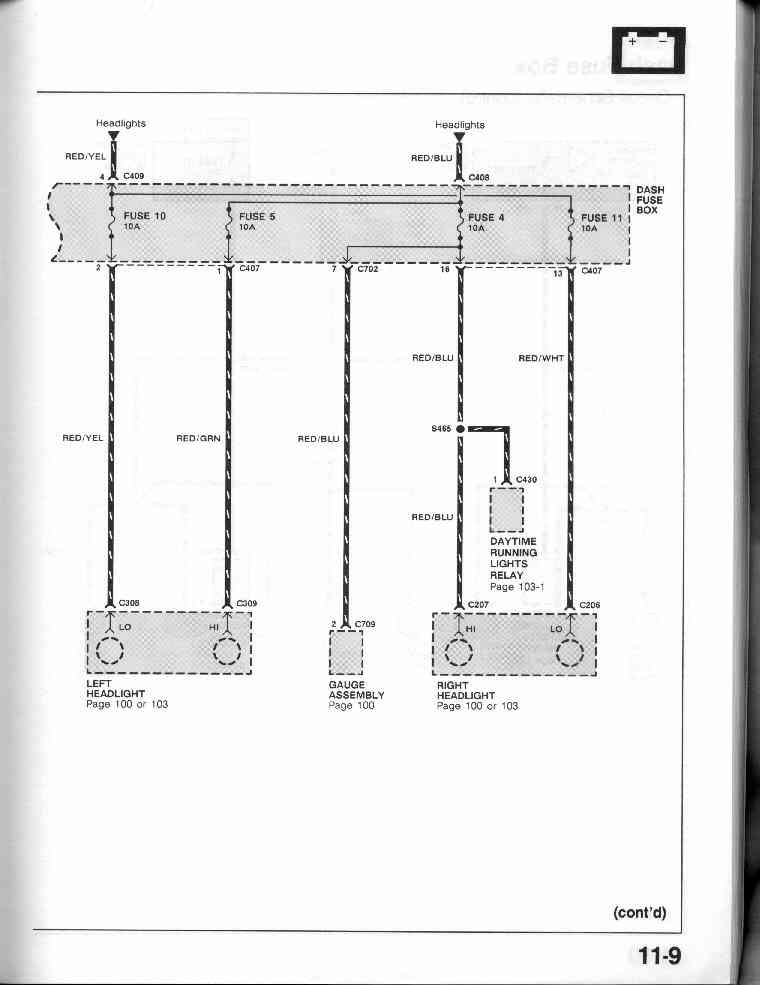 + −
Headlights
Headlights
RED/YEL
RED/BLU
4 C409
C408
DASH
FUSE
BOX
FUSE 10
10A
FUSE 5
10A
FUSE 4
10A
FUSE 11
10A
2
1 C407
7 C702
16
13 C407
RED/BLU
RED/WHT
S465
RED/YEL
RED/GRN
RED/BLU
1 C430
RED/BLU
DAYTIME
RUNNING
LIGHTS
RELAY
Page 103-1
C308
C309
C207
C206
LO
HI
2 C709
HI
LO
LEFT
HEADLIGHT
Page 100 or 103
GAUGE
ASSEMBLY
Page 100
RIGHT
HEADLIGHT
Page 100 or 103
(cont'd)
11-9